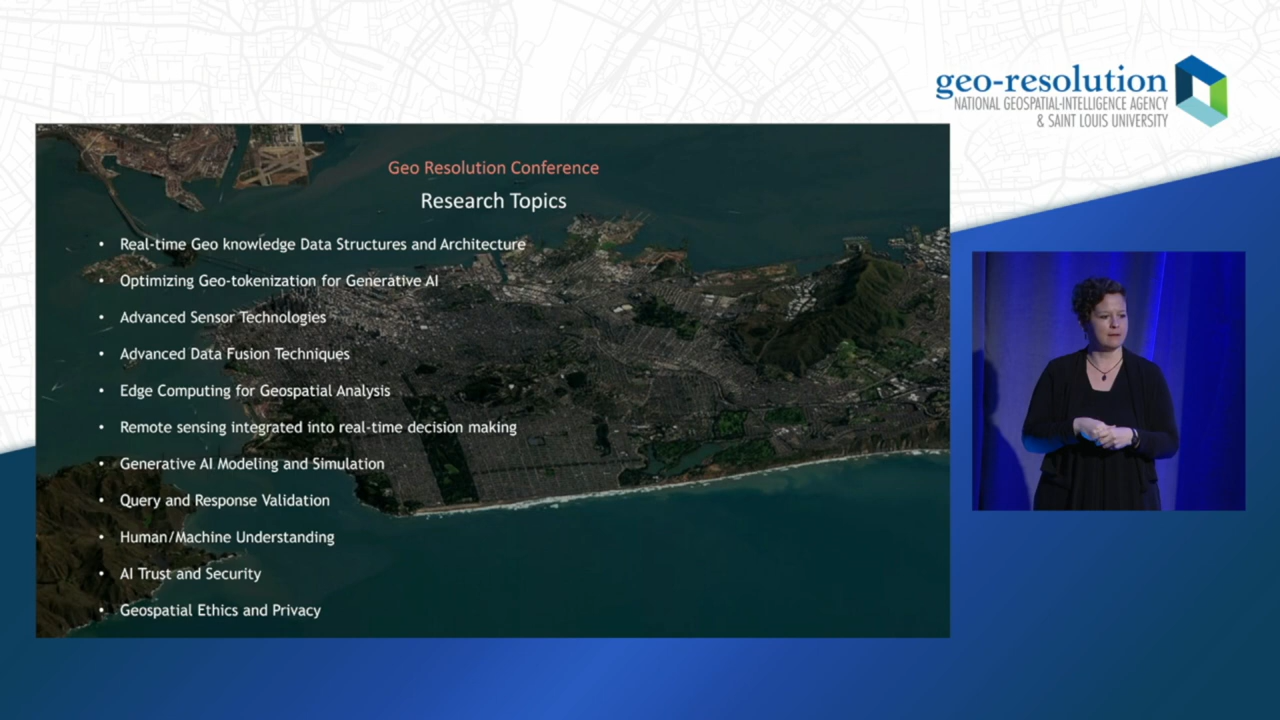 geo-resolution
NATIONAL GEOSPATIAL-INTELLIGENCE AGENCY
& SAINT LOUIS UNIVERSITY
Geo Resolution Conference
Research Topics
• Real-time Geo knowledge Data Structures and Architecture
• Optimizing Geo-tokenization for Generative AI
• Advanced Sensor Technologies
• Advanced Data Fusion Techniques
• Edge Computing for Geospatial Analysis
• Remote sensing integrated into real-time decision making
• Generative AI Modeling and Simulation
• Query and Response Validation
• Human/Machine Understanding
• AI Trust and Security
• Geospatial Ethics and Privacy